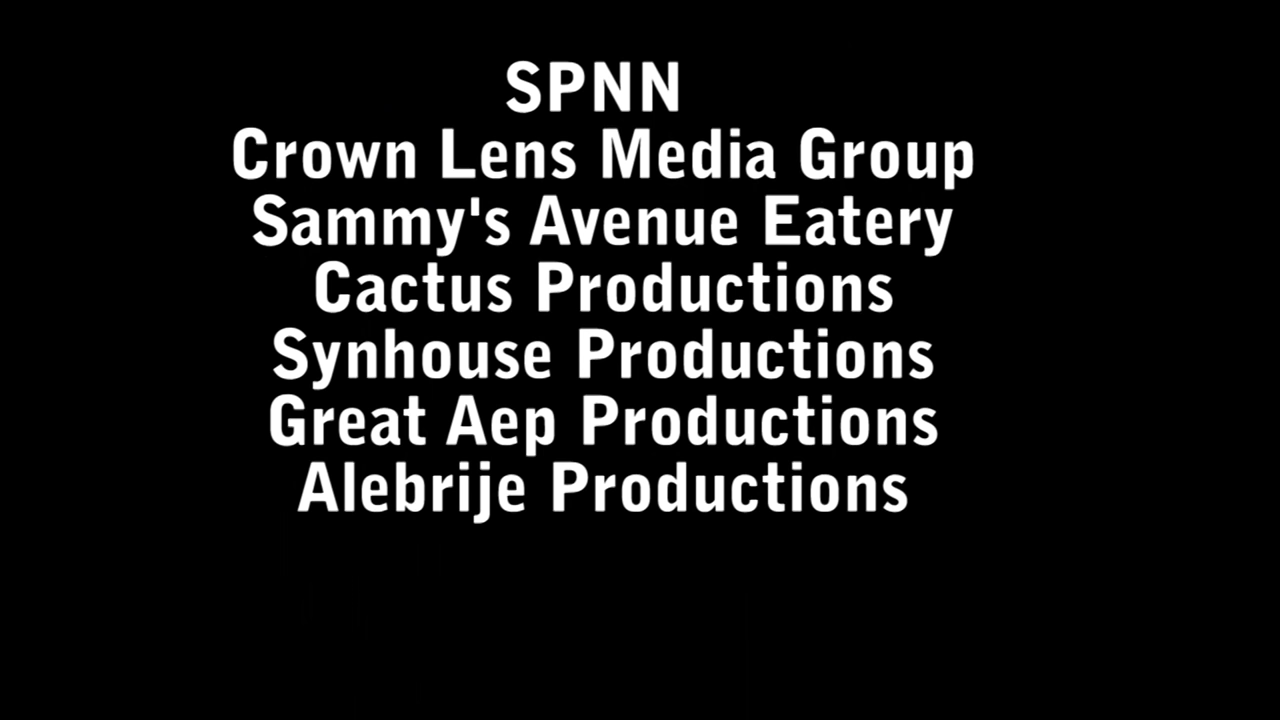 SPNN
Crown Lens Media Group
Sammy's Avenue Eatery
Cactus Productions
Synhouse Productions
Great Aep Productions
Alebrije Productions